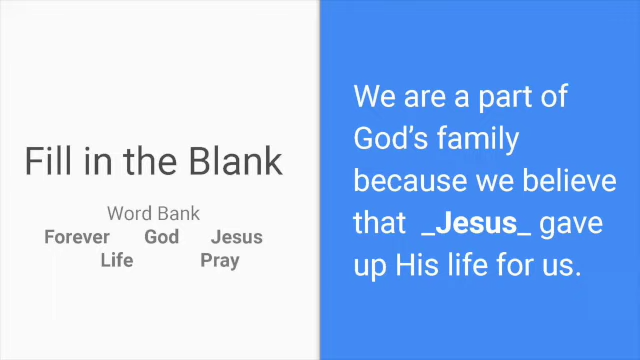 Fill in the Blank
Word Bank
Forever God Jesus
Life Pray
We are a part of
God's family
because we believe
that _Jesus_ gave
up His life for us.